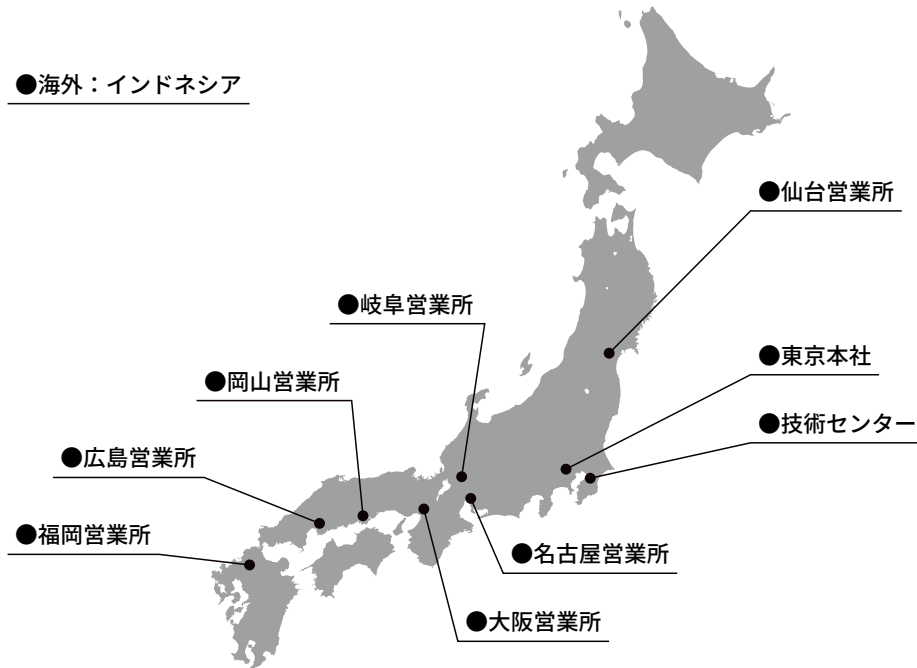 ●海外：インドネシア
●仙台営業所
●岐阜営業所
●東京本社
●岡山営業所
●技術センター
●広島営業所
●福岡営業所
●名古屋営業所
●大阪営業所